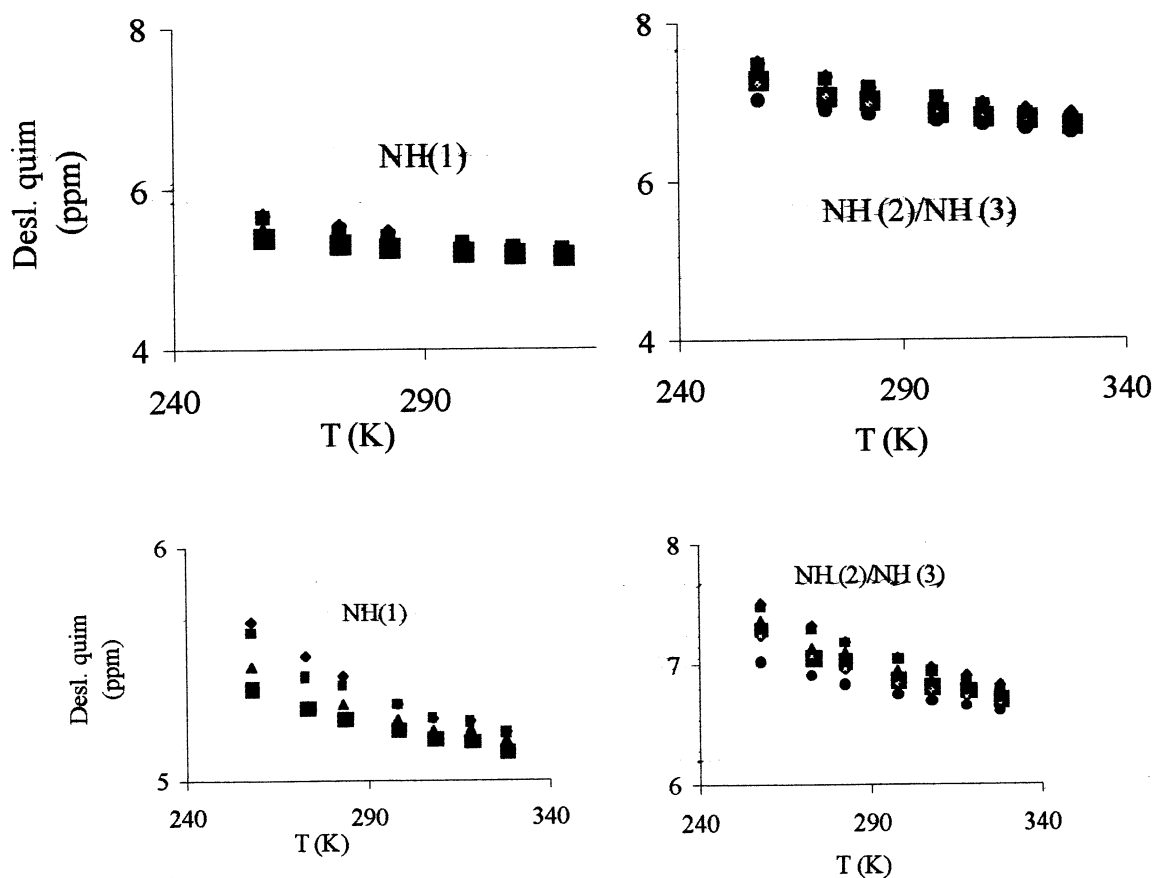 8
6
4
Desl. quim
(ppm)
NH(1)
240
290
T (K)
8
6
4
NH (2)/NH (3)
240
290
340
T (K)
6
5
Desl. quim
(ppm)
NH(1)
240
290
340
T (K)
8
7
6
NH (2)/NH (3)
240
290
340
T (K)